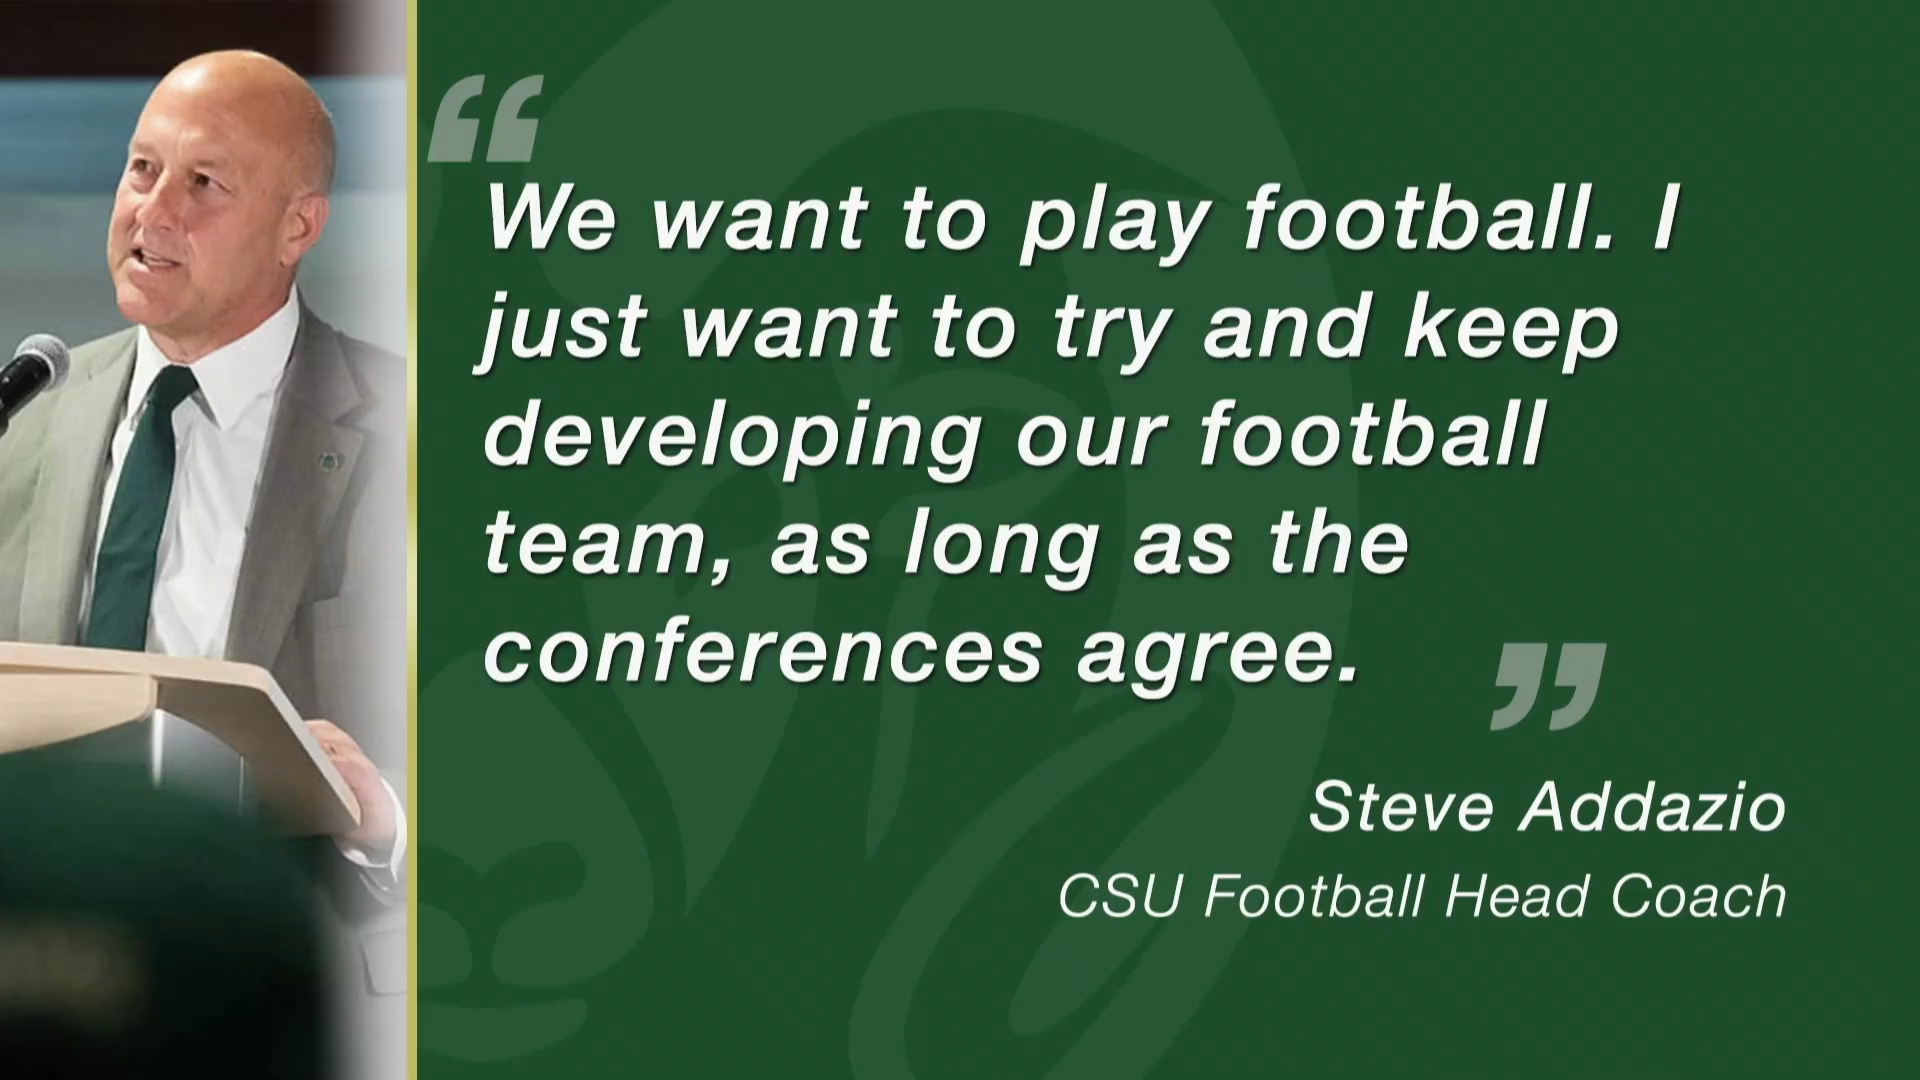 “
We want to play football. I
just want to try and keep
developing our football
team, as long as the
conferences agree.
”
Steve Addazio
CSU Football Head Coach